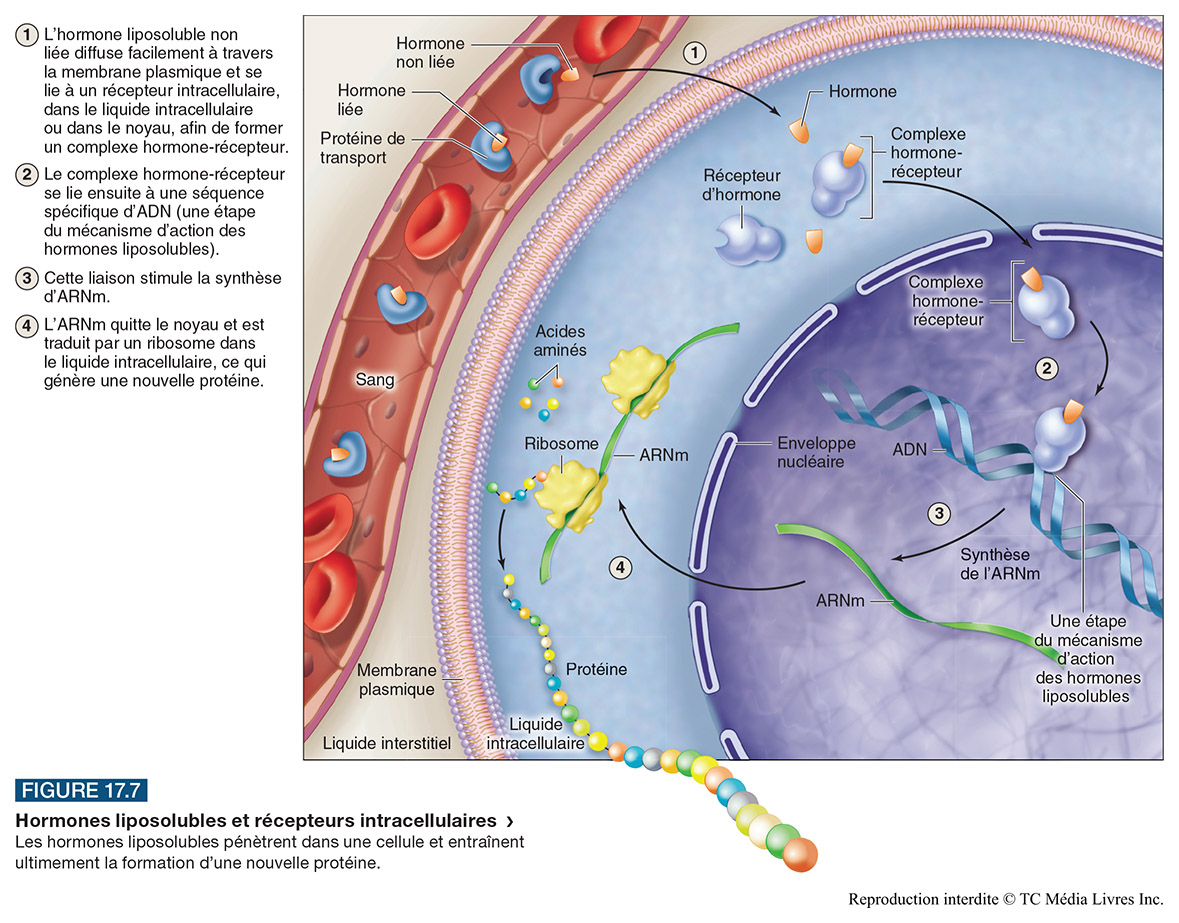 1 L'hormone liposoluble non
liée diffuse facilement à travers
la membrane plasmique et se
lie à un récepteur intracellulaire,
dans le liquide intracellulaire
ou dans le noyau, afin de former
un complexe hormone-récepteur.
2 Le complexe hormone-récepteur
se lie ensuite à une séquence
spécifique d'ADN (une étape
du mécanisme d'action des
hormones liposolubles).
3 Cette liaison stimule la synthèse
d'ARNm.
4 L'ARNm quitte le noyau et est
traduit par un ribosome dans
le liquide intracellulaire, ce qui
génère une nouvelle protéine.
Hormone
non liée
Hormone
liée
Protéine de
transport
1
Hormone
Complexe
hormone-
récepteur
Récepteur
d'hormone
Complexe
hormone-
récepteur
Sang
Acides
aminés
2
Ribosome
ARNm
Enveloppe
nucléaire
ADN
3
4
Synthèse
de l'ARNm
ARNm
Une étape
du mécanisme
d'action
des hormones
liposolubles
Membrane
plasmique
Protéine
Liquide
intracellulaire
Liquide interstitiel
FIGURE 17.7
Hormones liposolubles et récepteurs intracellulaires ›
Les hormones liposolubles pénètrent dans une cellule et entraînent
ultimement la formation d'une nouvelle protéine.
Reproduction interdite © TC Média Livres Inc.